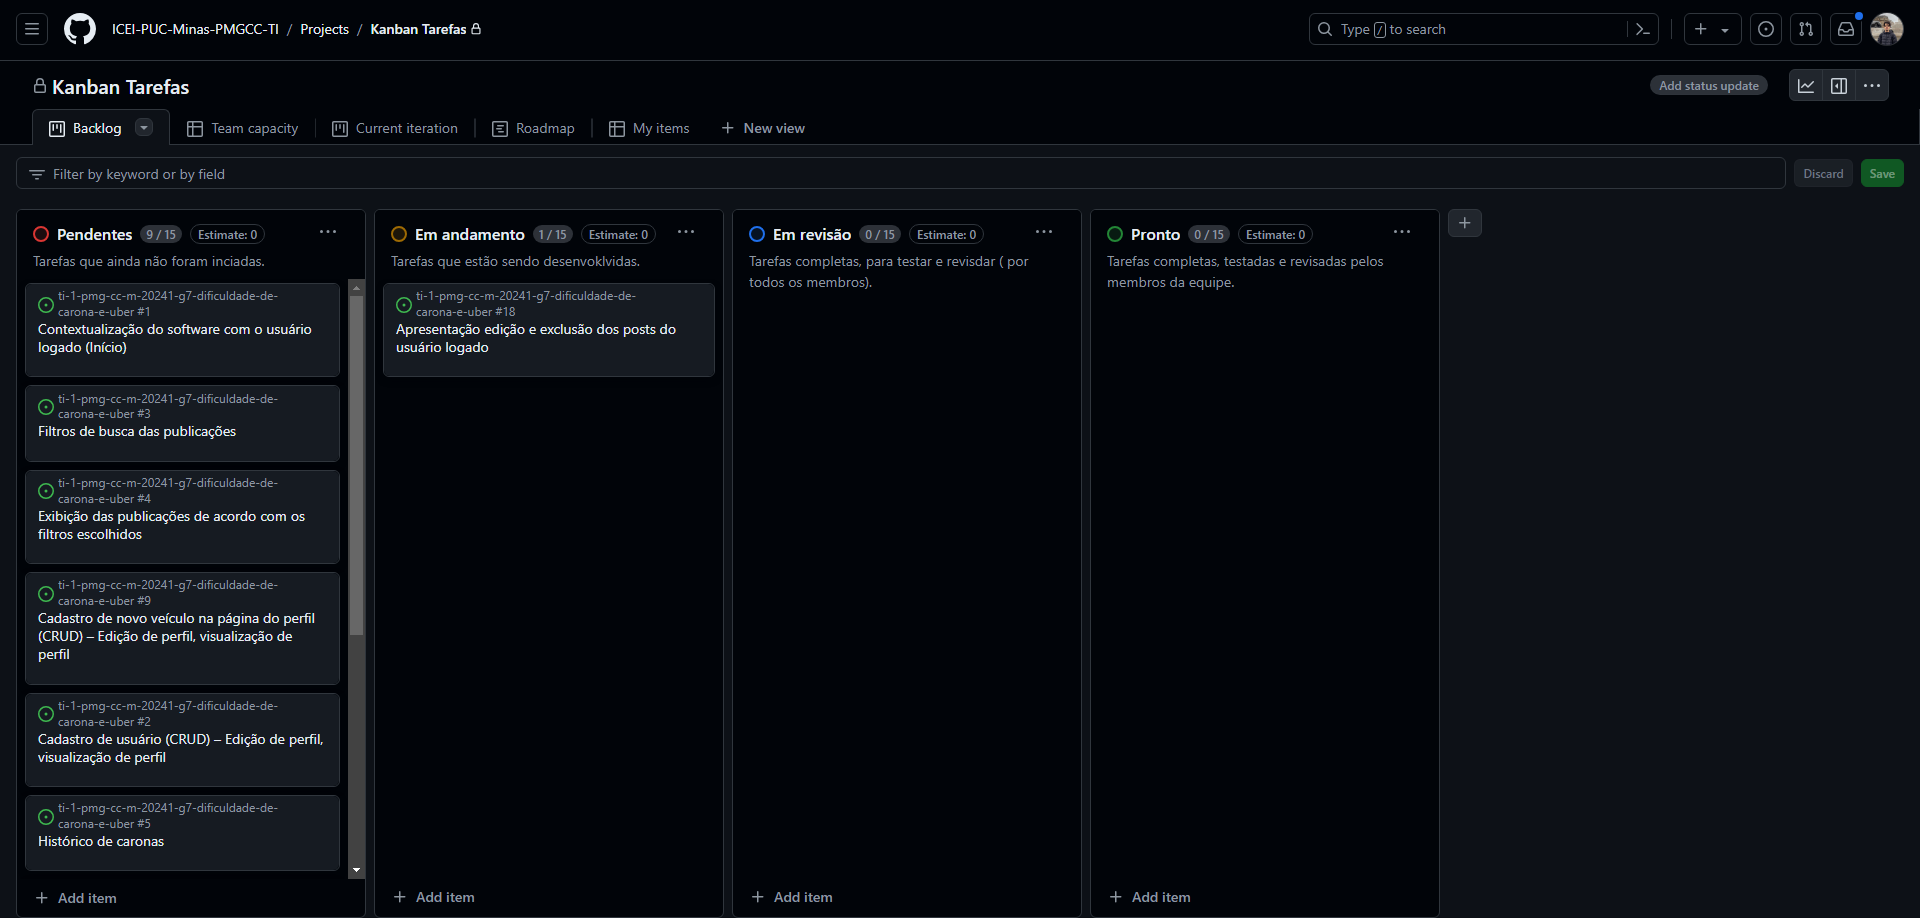 ICEI-PUC-Minas-PMGCC-TI / Projects / Kanban Tarefas
Type / to search
Kanban Tarefas
Add status update
Backlog
Team capacity
Current iteration
Roadmap
My items
New view
Filter by keyword or by field
Discard
Save
Pendentes 9 / 15 Estimate: 0
Tarefas que ainda não foram inciadas.
ti-1-pmg-cc-m-20241-g7-dificuldade-de-
carona-e-uber #1
Contextualização do software com o usuário
logado (Início)
ti-1-pmg-cc-m-20241-g7-dificuldade-de-
carona-e-uber #3
Filtros de busca das publicações
ti-1-pmg-cc-m-20241-g7-dificuldade-de-
carona-e-uber #4
Exibição das publicações de acordo com os
filtros escolhidos
ti-1-pmg-cc-m-20241-g7-dificuldade-de-
carona-e-uber #9
Cadastro de novo veículo na página do perfil
(CRUD) – Edição de perfil, visualização de
perfil
ti-1-pmg-cc-m-20241-g7-dificuldade-de-
carona-e-uber #2
Cadastro de usuário (CRUD) – Edição de perfil,
visualização de perfil
ti-1-pmg-cc-m-20241-g7-dificuldade-de-
carona-e-uber #5
Histórico de caronas
Add item
Em andamento 1 / 15 Estimate: 0
Tarefas que estão sendo desenvoklvidas.
ti-1-pmg-cc-m-20241-g7-dificuldade-de-
carona-e-uber #18
Apresentação edição e exclusão dos posts do
usuário logado
Add item
Em revisão 0 / 15 Estimate: 0
Tarefas completas, para testar e revisdar ( por
todos os membros).
Add item
Pronto 0 / 15 Estimate: 0
Tarefas completas, testadas e revisadas pelos
membros da equipe.
Add item